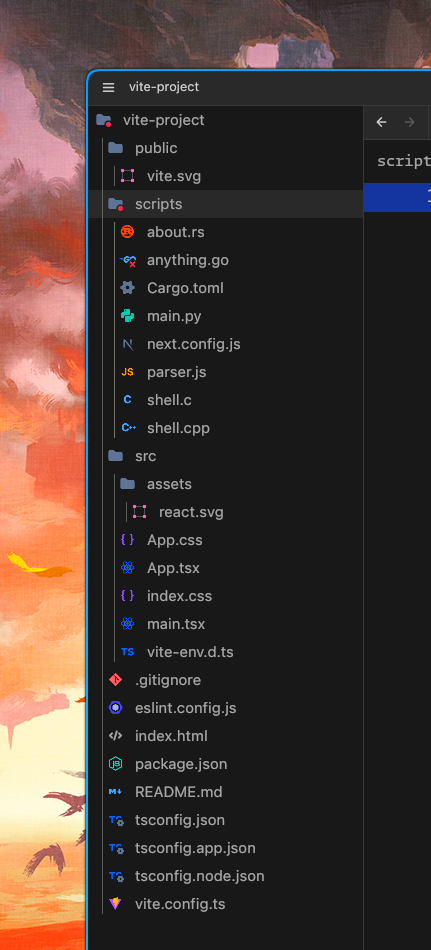 vite-project
vite-project
public
vite.svg
scripts
about.rs
anything.go
Cargo.toml
main.py
next.config.js
JS parser.js
C shell.c
C++ shell.cpp
src
assets
react.svg
{ } App.css
App.tsx
{ } index.css
main.tsx
TS vite-env.d.ts
.gitignore
eslint.config.js
</> index.html
package.json
M↓ README.md
tsconfig.json
tsconfig.app.json
tsconfig.node.json
vite.config.ts
script